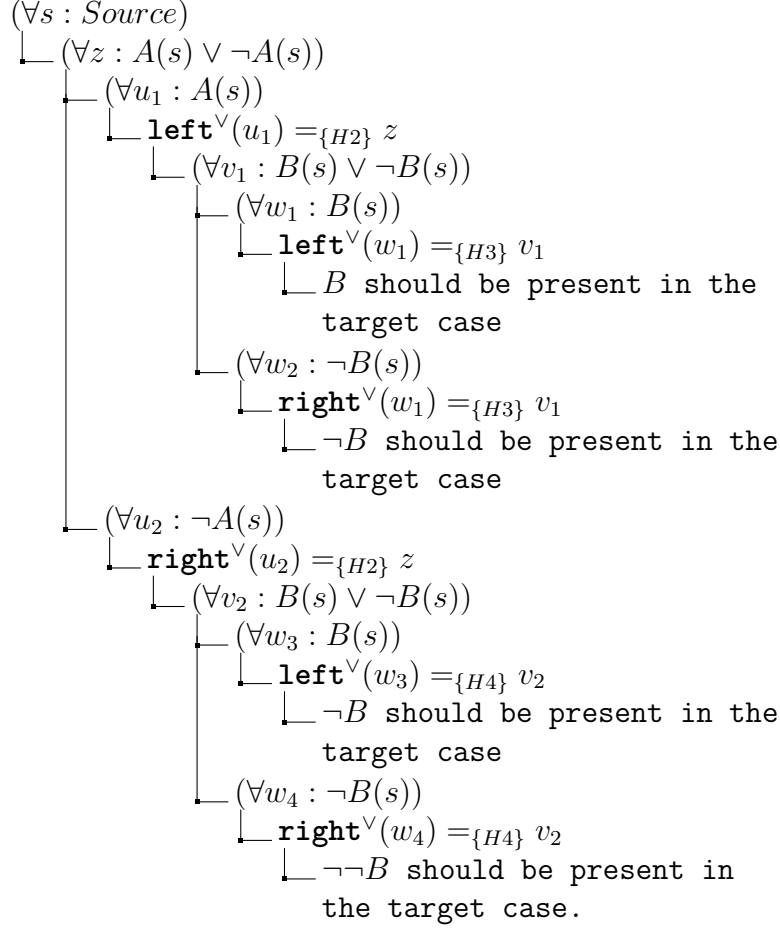 (∀s : Source)
(∀z : A(s) ∨ ¬A(s))
(∀u₁ : A(s))
left^∨(u₁) =_{H2} z
(∀v₁ : B(s) ∨ ¬B(s))
(∀w₁ : B(s))
left^∨(w₁) =_{H3} v₁
B should be present in the
target case
(∀w₂ : ¬B(s))
right^∨(w₁) =_{H3} v₁
¬B should be present in the
target case
(∀u₂ : ¬A(s))
right^∨(u₂) =_{H2} z
(∀v₂ : B(s) ∨ ¬B(s))
(∀w₃ : B(s))
left^∨(w₃) =_{H4} v₂
¬B should be present in the
target case
(∀w₄ : ¬B(s))
right^∨(w₄) =_{H4} v₂
¬¬B should be present in
the target case.